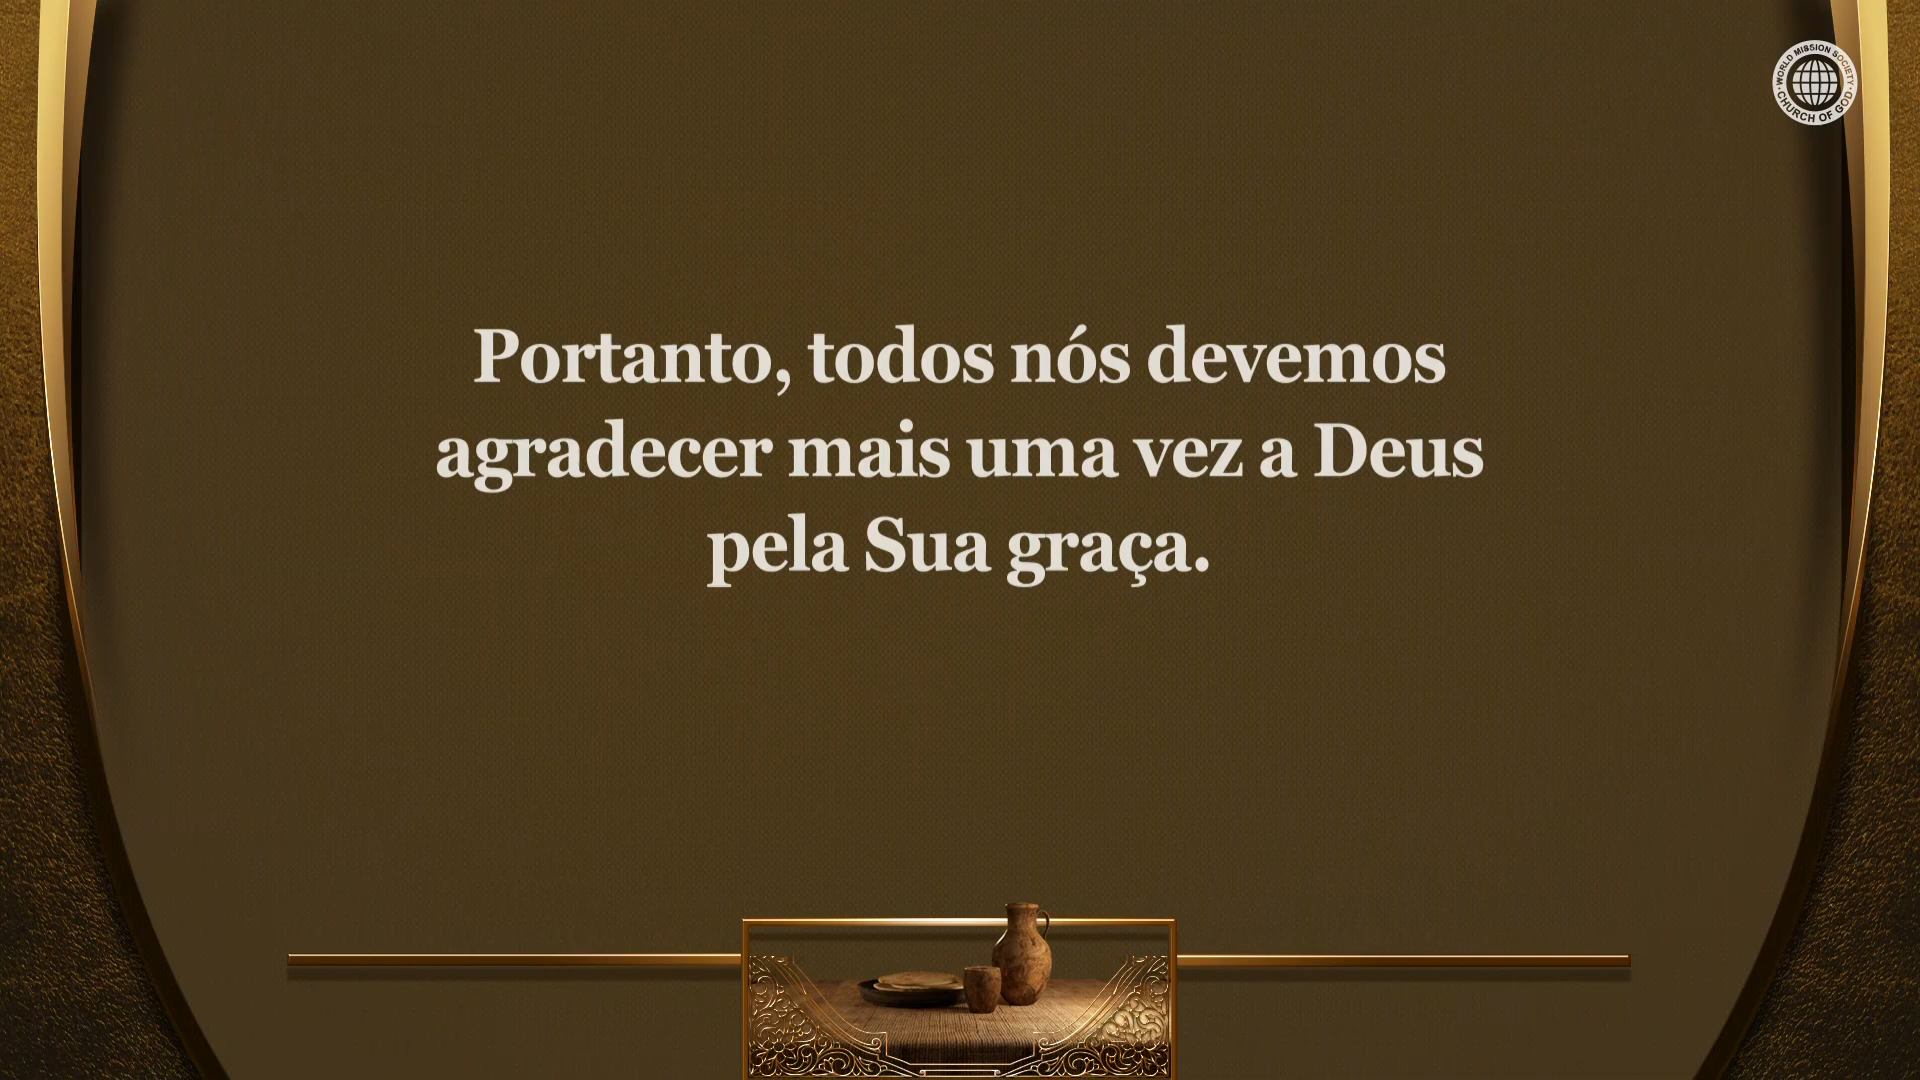 WORLD MISSION SOCIETY
CHURCH OF GOD
Portanto, todos nós devemos
agradecer mais uma vez a Deus
pela Sua graça.